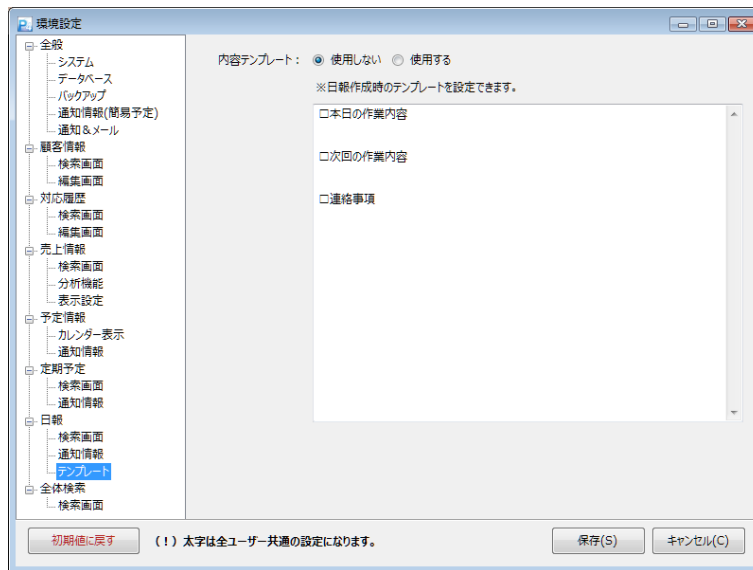 環境設定
全般
システム
データベース
バックアップ
通知情報(簡易予定)
通知＆メール
顧客情報
検索画面
編集画面
対応履歴
検索画面
編集画面
売上情報
検索画面
分析機能
表示設定
予定情報
カレンダー表示
通知情報
定期予定
検索画面
通知情報
日報
検索画面
通知情報
テンプレート
全体検索
検索画面
内容テンプレート： 使用しない 使用する
※日報作成時のテンプレートを設定できます。
□本日の作業内容
□次回の作業内容
□連絡事項
初期値に戻す
（！）太字は全ユーザー共通の設定になります。
保存(S)
キャンセル(C)